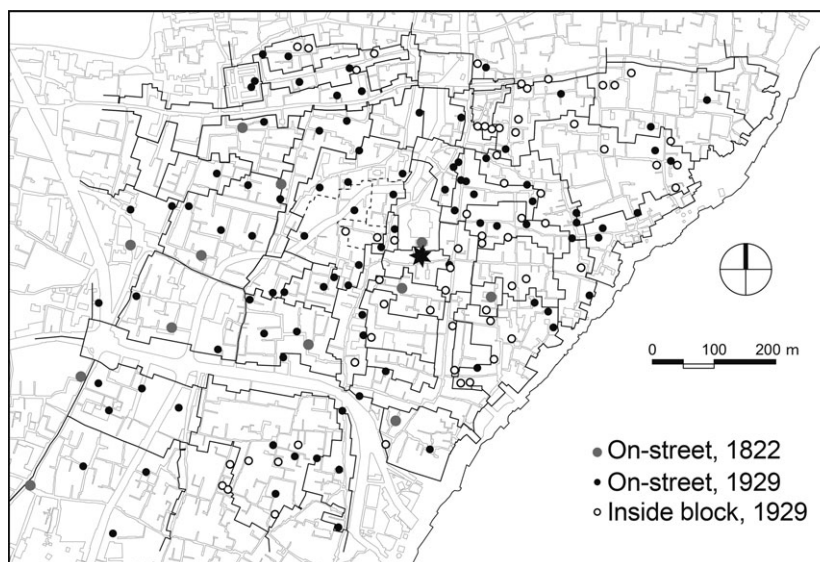 0 100 200 m
On-street, 1822
On-street, 1929
Inside block, 1929